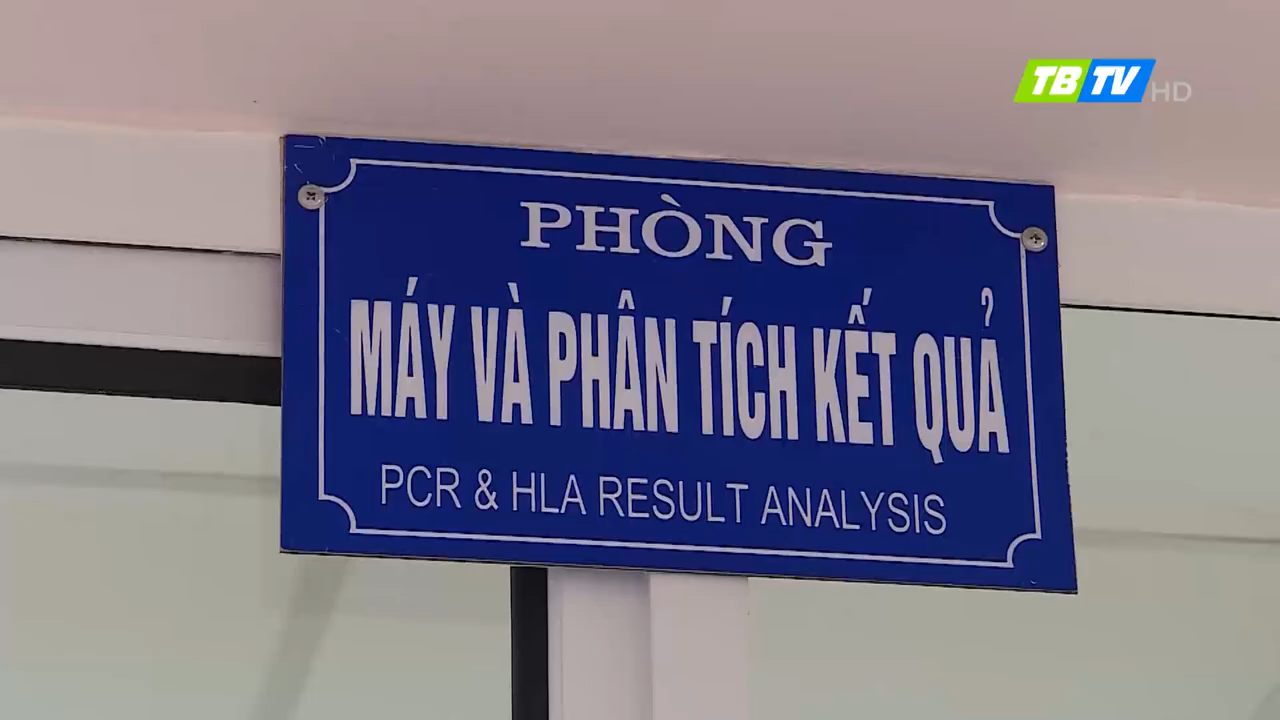 TBTV HD
PHÒNG
MÁY VÀ PHÂN TÍCH KẾT QUẢ
PCR & HLA RESULT ANALYSIS